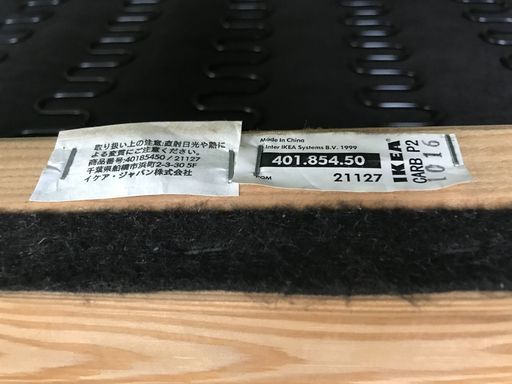 取り扱い上の注意:直射日光や熱に
よる変質にご注意ください。
商品番号:40185450/21127
千葉県船橋市浜町2-3-30 5F
イケア・ジャパン株式会社
Made in China
Inter IKEA Systems B.V. 1999
401.854.50
21127
IKEA
CARB P2
1016